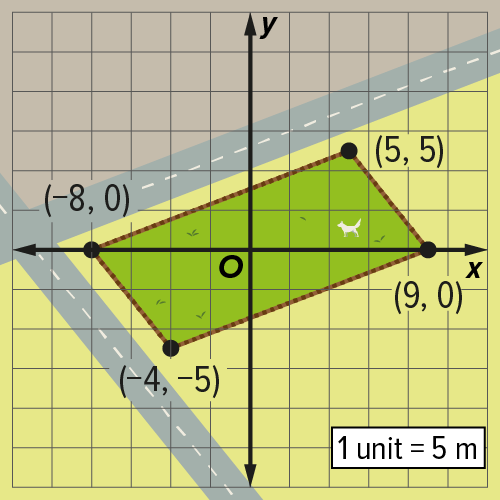 y
(5, 5)
(−8, 0)
O
x
(9, 0)
(−4, −5)
1 unit = 5 m